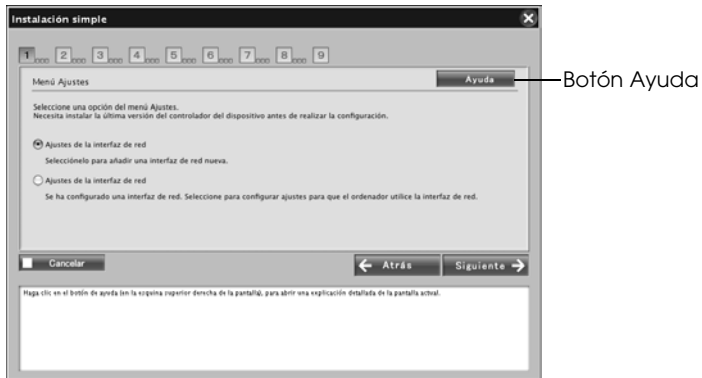 Instalación simple
1 2 3 4 5 6 7 8 9
Menú Ajustes
Ayuda
Botón Ayuda
Seleccione una opción del menú Ajustes.
Necesita instalar la última versión del controlador del dispositivo antes de realizar la configuración.
Ajustes de la interfaz de red
Selecciónelo para añadir una interfaz de red nueva.
Ajustes de la interfaz de red
Se ha configurado una interfaz de red. Seleccione para configurar ajustes para que el ordenador utilice la interfaz de red.
Cancelar
Atrás
Siguiente
Haga clic en el botón de ayuda (en la esquina superior derecha de la pantalla), para abrir una explicación detallada de la pantalla actual.